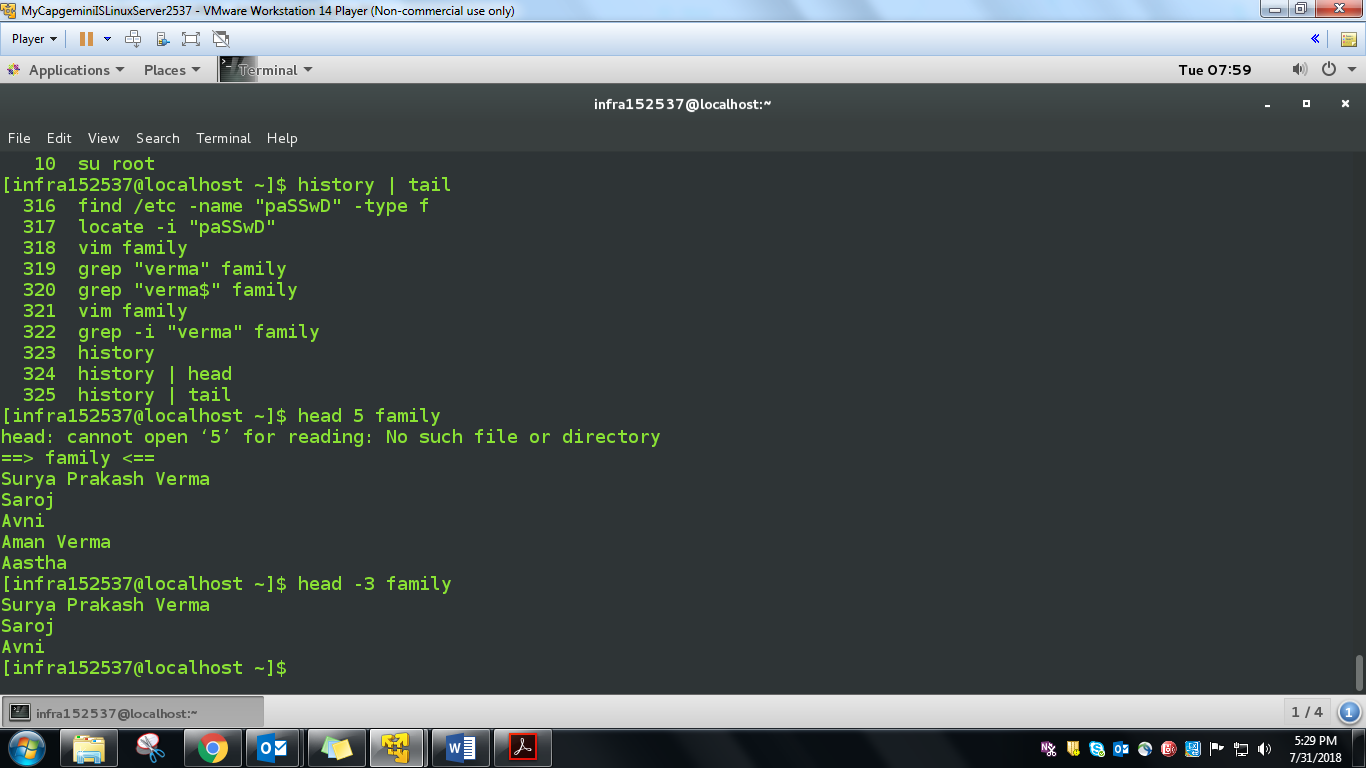 MyCapgeminiISLinuxServer2537 - VMware Workstation 14 Player (Non-commercial use only)
Player
Applications Places Terminal Tue 07:59
infra152537@localhost:~
File Edit View Search Terminal Help
   10  su root
[infra152537@localhost ~]$ history | tail
  316  find /etc -name "paSSwD" -type f
  317  locate -i "paSSwD"
  318  vim family
  319  grep "verma" family
  320  grep "verma$" family
  321  vim family
  322  grep -i "verma" family
  323  history
  324  history | head
  325  history | tail
[infra152537@localhost ~]$ head 5 family
head: cannot open ‘5’ for reading: No such file or directory
==> family <==
Surya Prakash Verma
Saroj
Avni
Aman Verma
Aastha
[infra152537@localhost ~]$ head -3 family
Surya Prakash Verma
Saroj
Avni
[infra152537@localhost ~]$
infra152537@localhost:~ 1 / 4 1
5:29 PM
7/31/2018